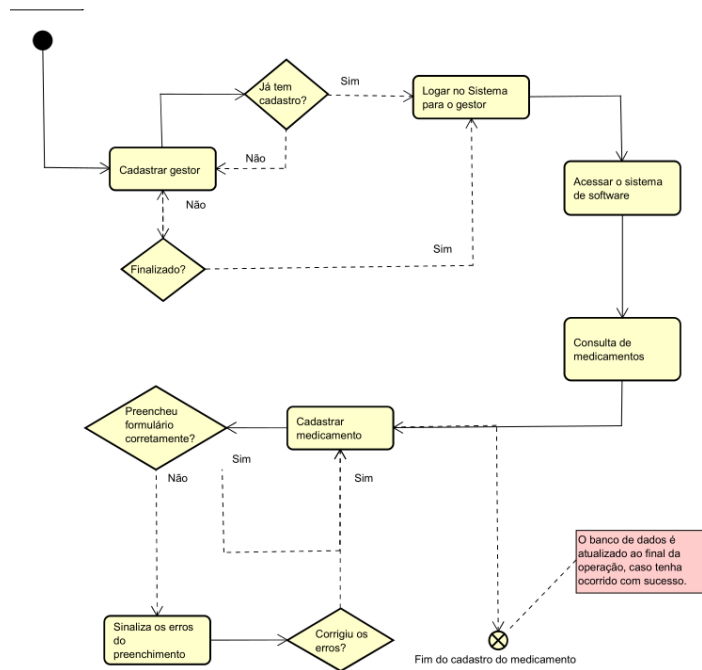 Já tem
cadastro?
Sim
Logar no Sistema
para o gestor
Não
Cadastrar gestor
Acessar o sistema
de software
Não
Sim
Finalizado?
Consulta de
medicamentos
Preencheu
formulário
corretamente?
Cadastrar
medicamento
Sim
Sim
Não
O banco de dados é
atualizado ao final da
operação, caso tenha
ocorrido com sucesso.
Sinaliza os erros
do
preenchimento
Corrigiu os
erros?
Fim do cadastro do medicamento